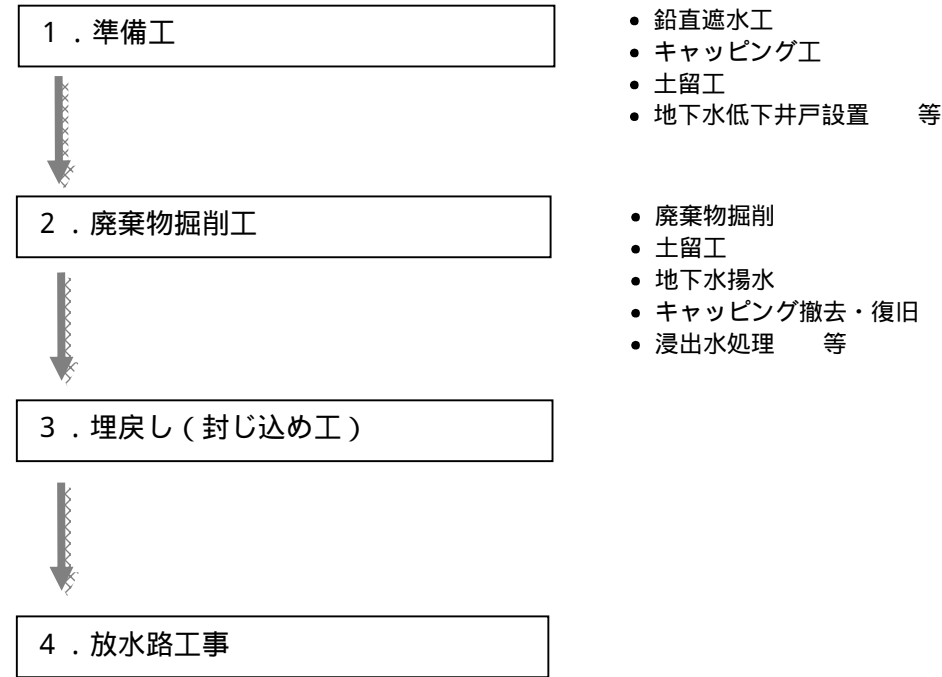 1．準備工
• 鉛直遮水工
• キャッピング工
• 土留工
• 地下水低下井戸設置　　等
2．廃棄物掘削工
• 廃棄物掘削
• 土留工
• 地下水揚水
• キャッピング撤去・復旧
• 浸出水処理　　等
3．埋戻し（封じ込め工）
4．放水路工事